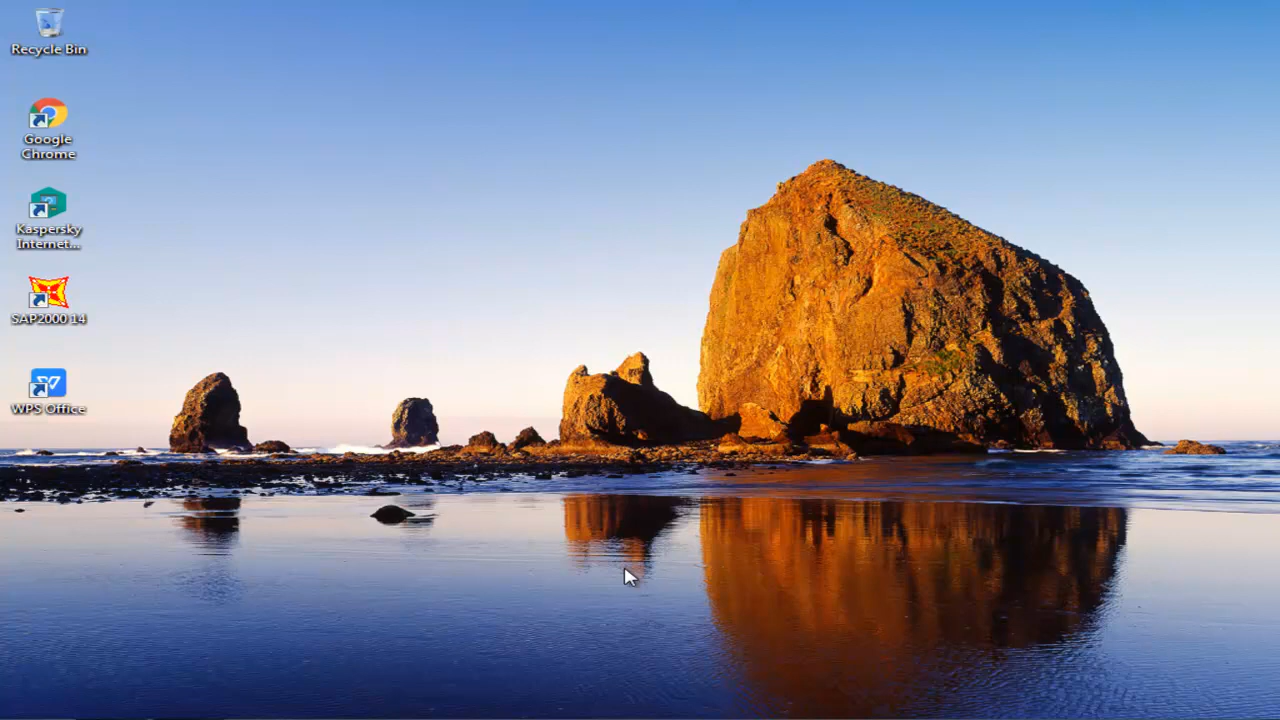 Recycle Bin
Google
Chrome
Kaspersky
Internet...
SAP2000 14
WPS Office